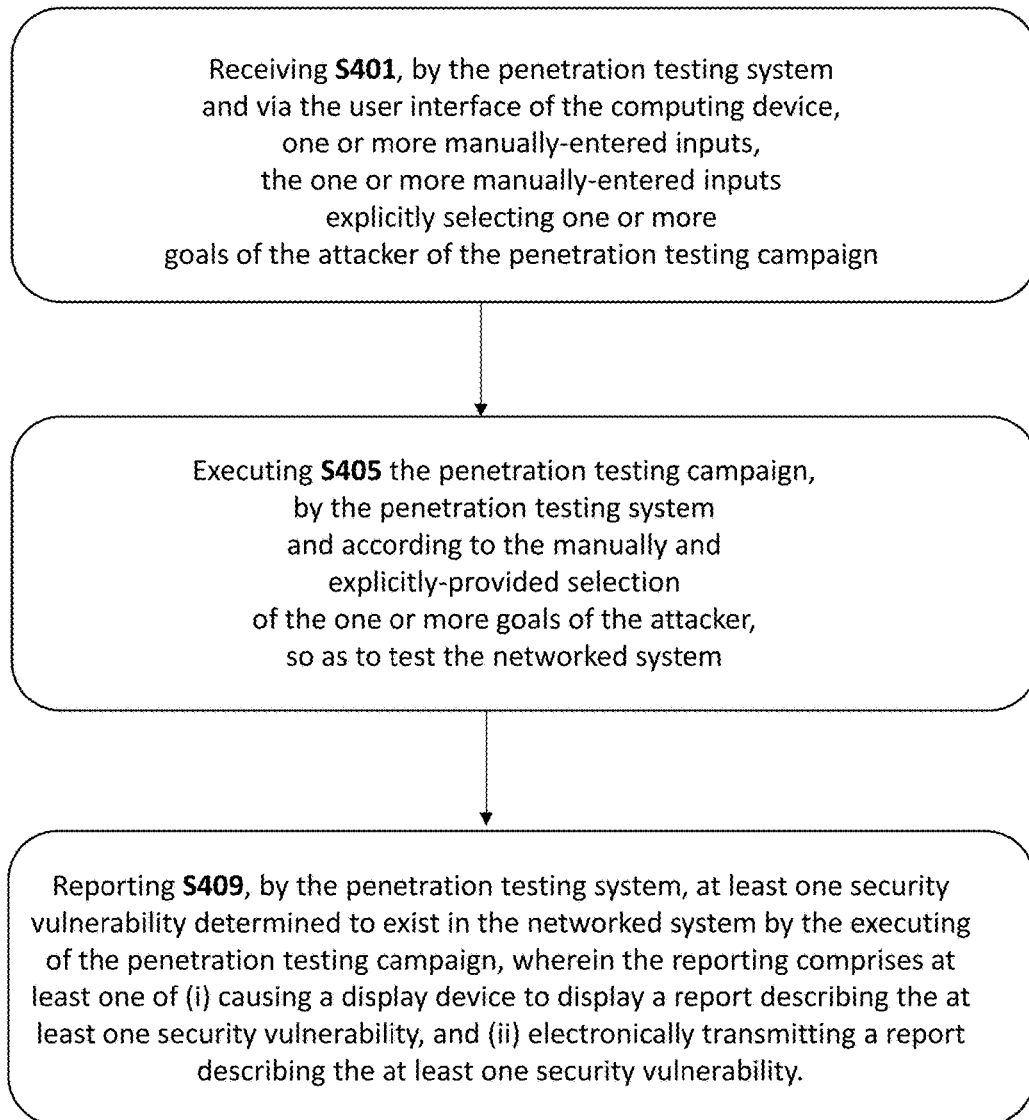 Receiving S401, by the penetration testing system
and via the user interface of the computing device,
one or more manually-entered inputs,
the one or more manually-entered inputs
explicitly selecting one or more
goals of the attacker of the penetration testing campaign
Executing S405 the penetration testing campaign,
by the penetration testing system
and according to the manually and
explicitly-provided selection
of the one or more goals of the attacker,
so as to test the networked system
Reporting S409, by the penetration testing system, at least one security
vulnerability determined to exist in the networked system by the executing
of the penetration testing campaign, wherein the reporting comprises at
least one of (i) causing a display device to display a report describing the at
least one security vulnerability, and (ii) electronically transmitting a report
describing the at least one security vulnerability.